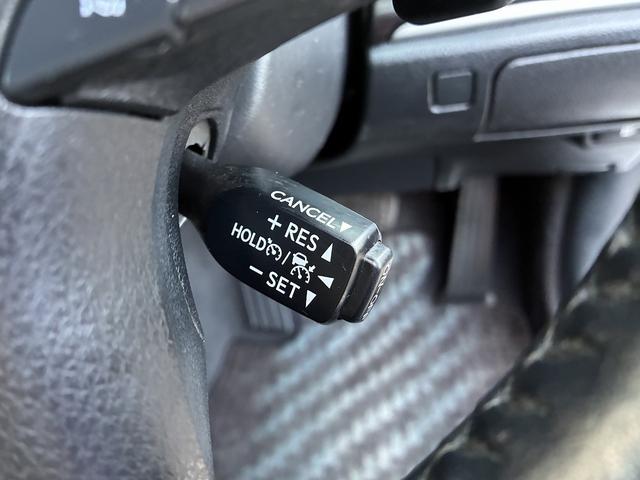 CANCEL▼
+ RES ▲
HOLD /
− SET ▼